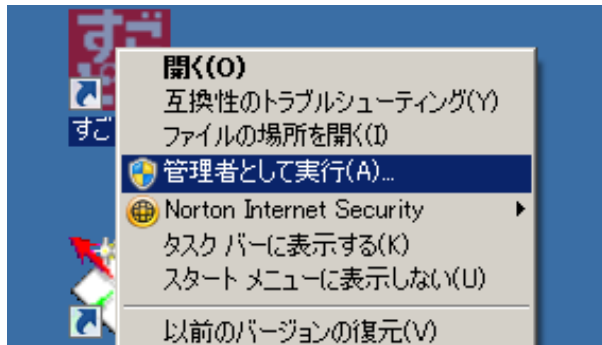 すご
ぴ
すご
開く(O)
互換性のトラブルシューティング(Y)
ファイルの場所を開く(I)
管理者として実行(A)...
Norton Internet Security
タスク バーに表示する(K)
スタート メニューに表示しない(U)
以前のバージョンの復元(V)